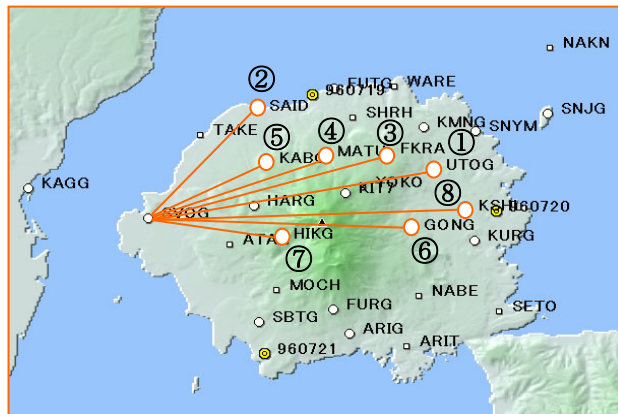 NAKN
②
FUTG
WARE
960719
SAID
SHRH
KMNG
SNJG
SNYM
TAKE
⑤
④
③
①
KABG
MATU
FKRA
UTOG
KAGG
YOKO
KIT7
⑧
HARG
KSHI
960720
SVOG
GONG
ATA
HIKG
⑥
KURG
⑦
MOCH
NABE
FURG
SETO
SBTG
ARIG
ARIT
960721